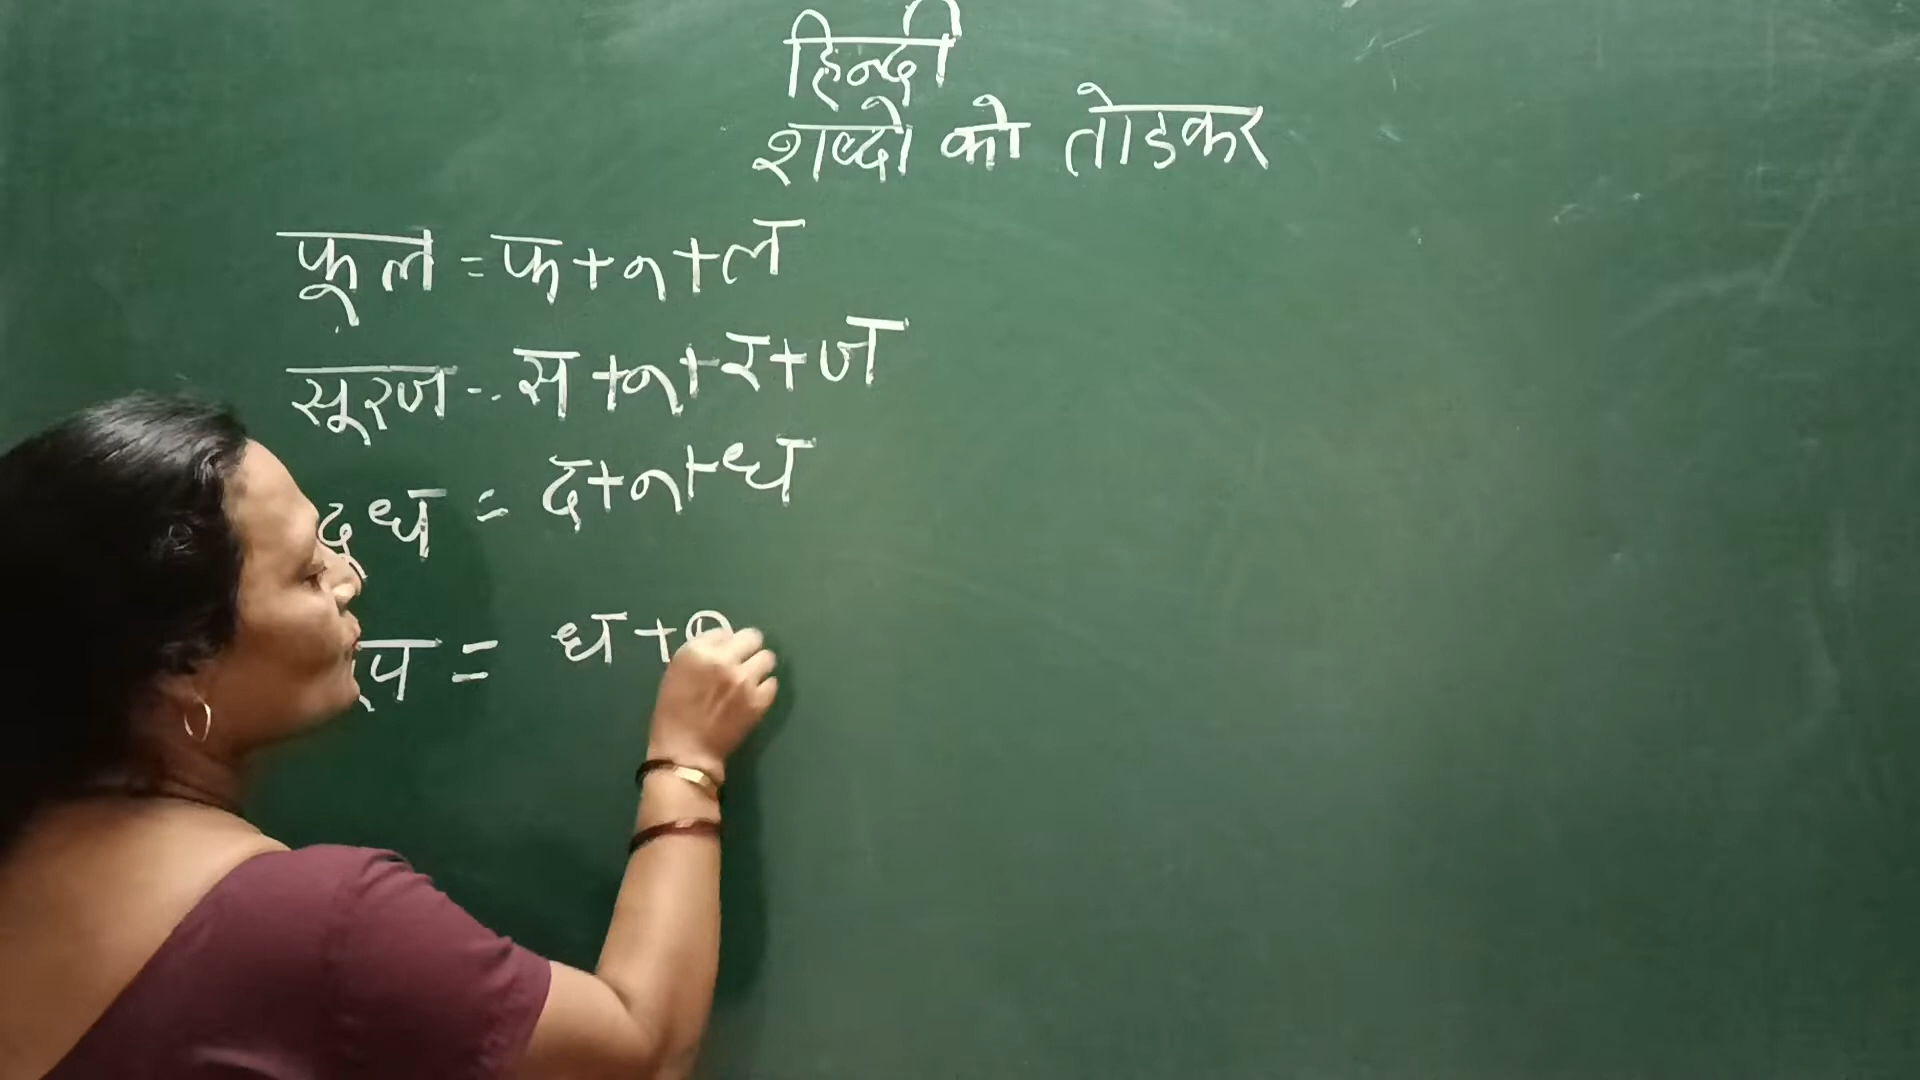 हिन्दी
शब्दो को तोडकर
फूल = फ + ू + ल
सूरज - स + ू + र + ज
दूध = द + ू + ध
= ध +